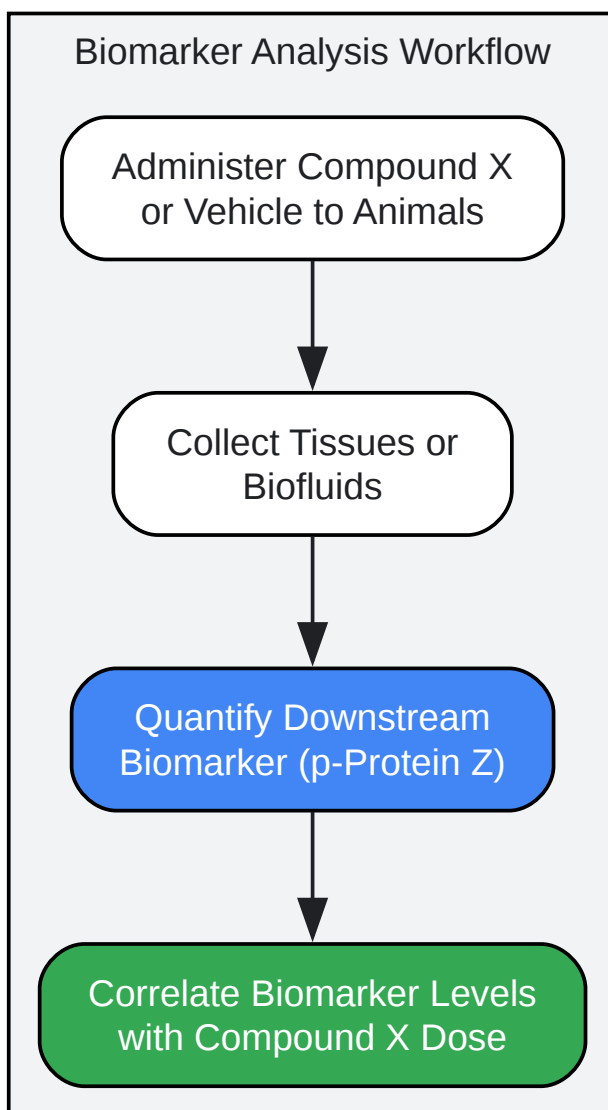 Biomarker Analysis Workflow
Administer Compound X
or Vehicle to Animals
Collect Tissues or
Biofluids
Quantify Downstream
Biomarker (p-Protein Z)
Correlate Biomarker Levels
with Compound X Dose